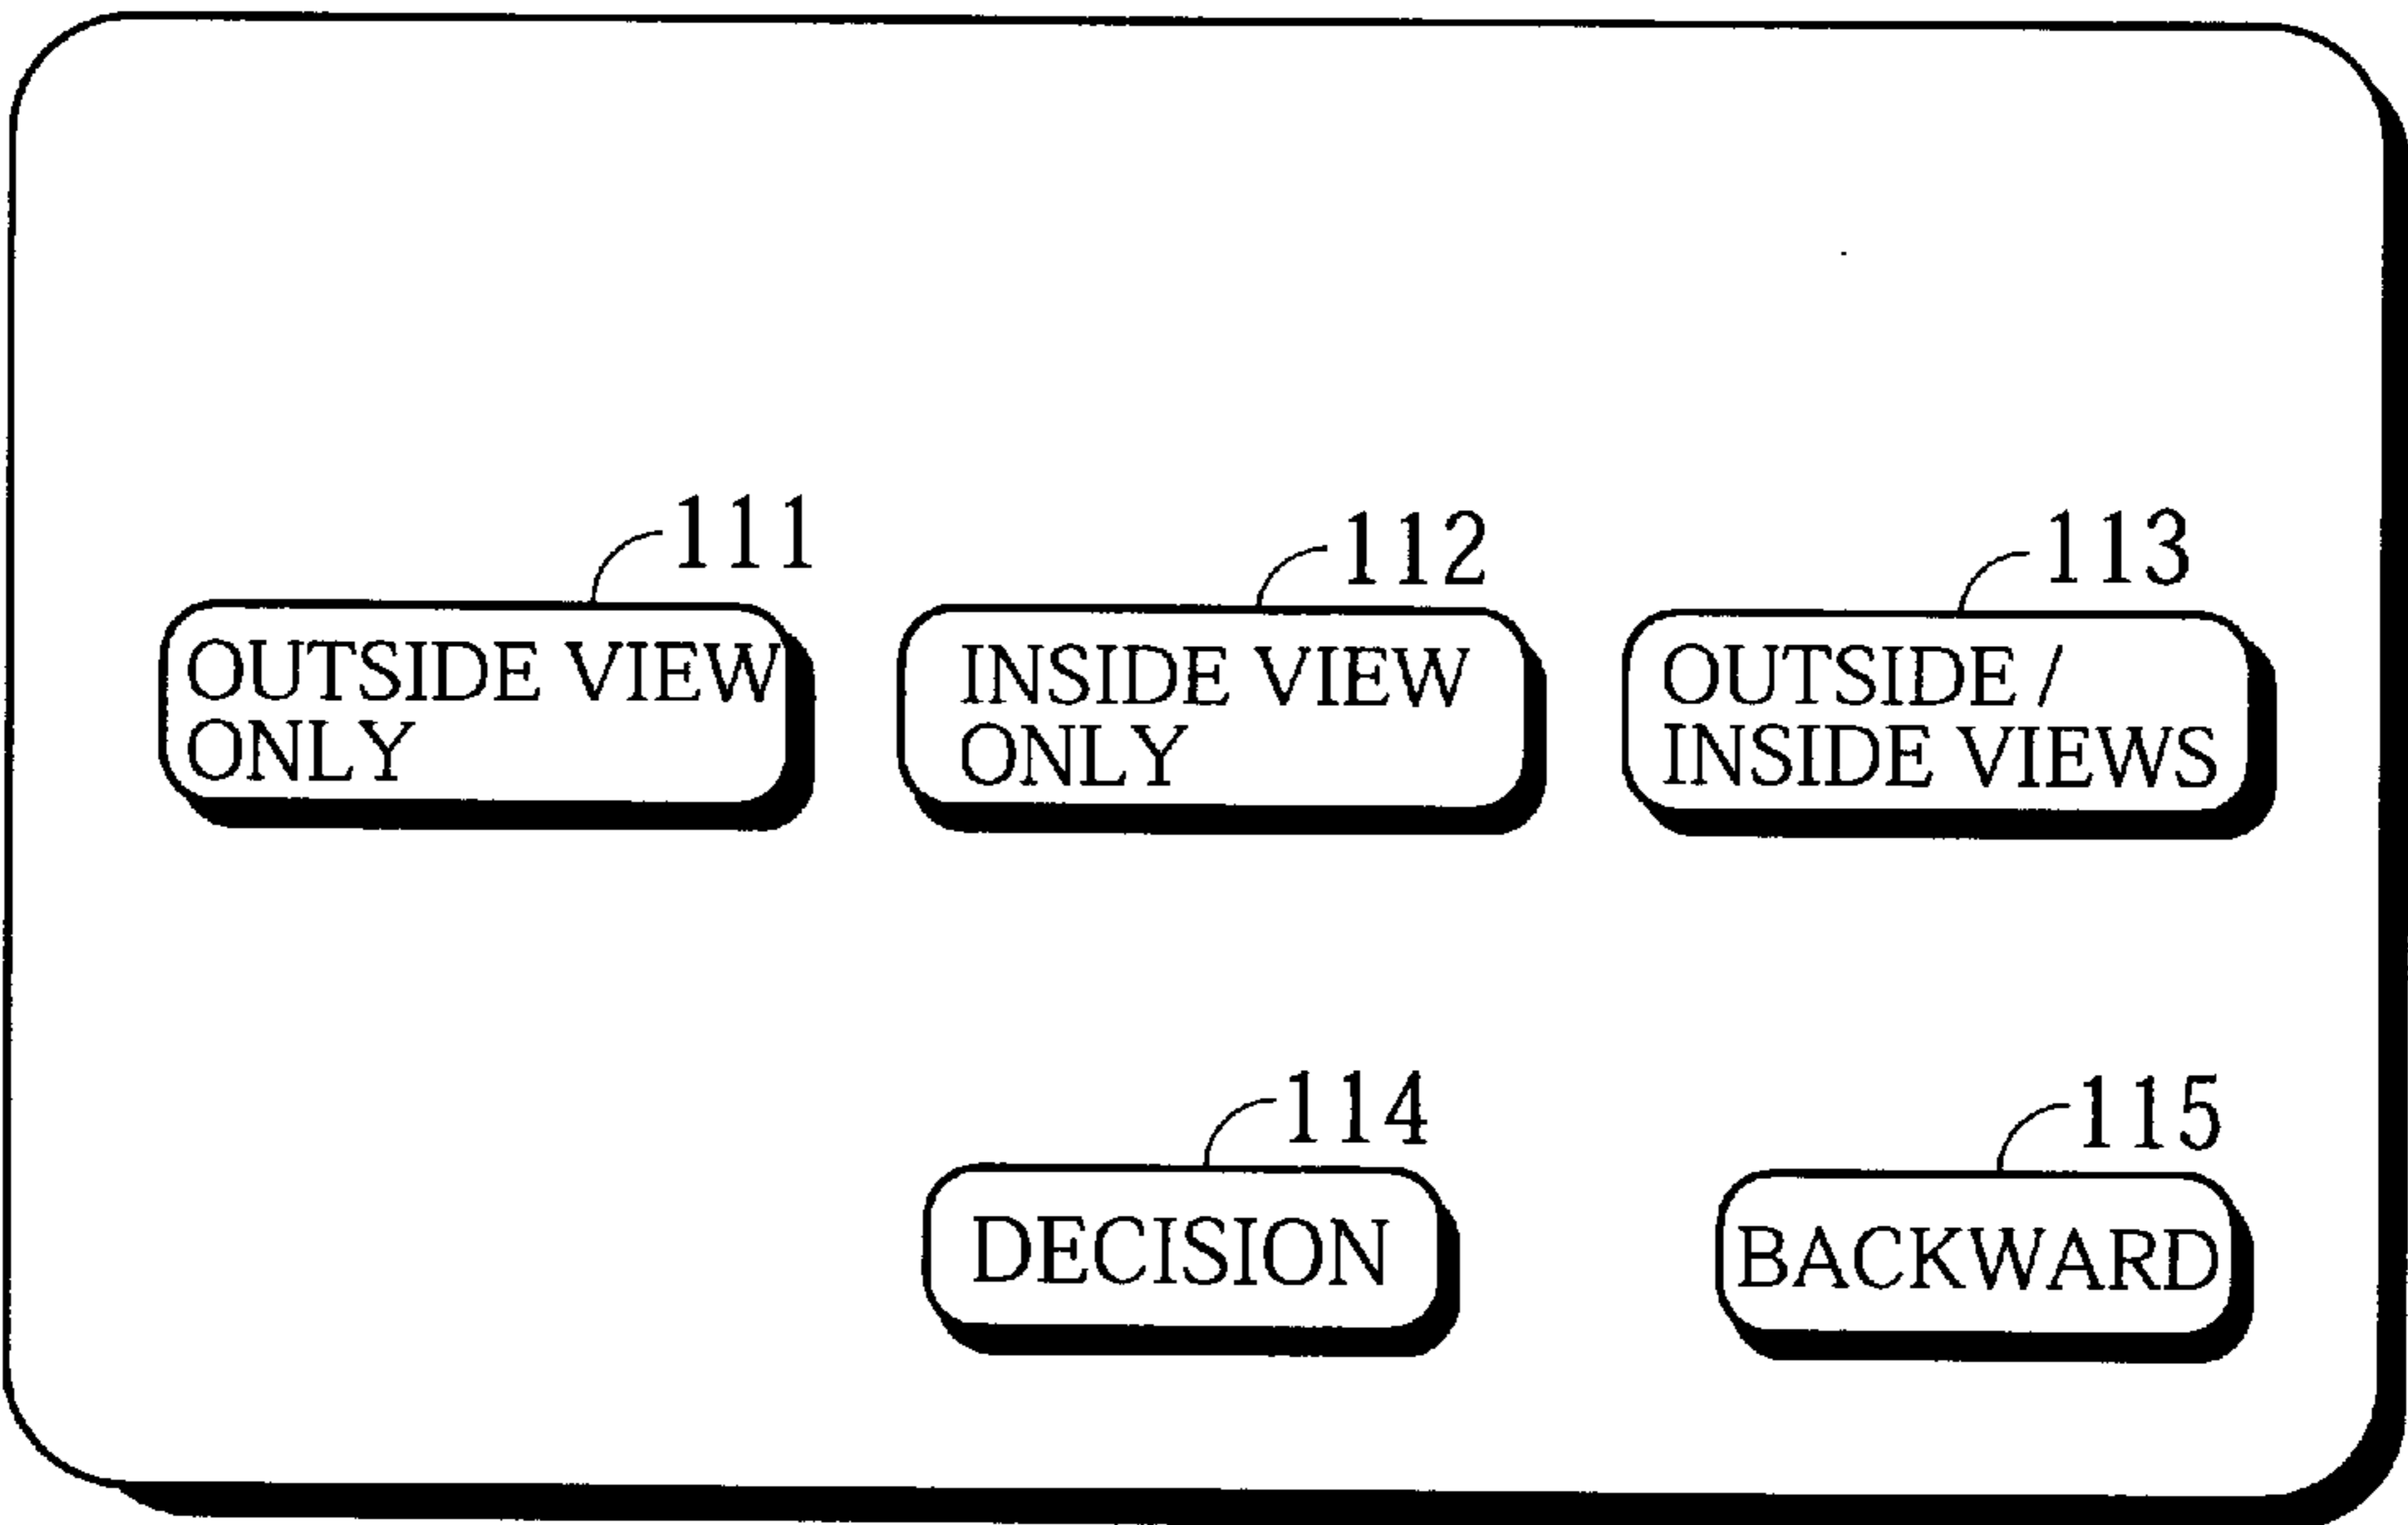 111
112
113
OUTSIDE VIEW
ONLY
INSIDE VIEW
ONLY
OUTSIDE /
INSIDE VIEWS
114
115
DECISION
BACKWARD